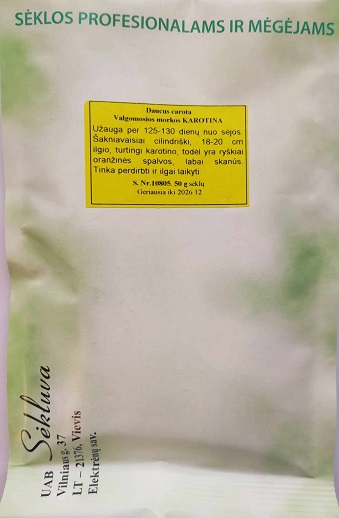 SĖKLOS PROFESIONALAMS IR MĖGĖJAMS
Daucus carota
Valgomosios morkos KAROTINA
Užauga per 125-130 dienų nuo sėjos.
Šakniavaisiai cilindriški, 18-20 cm
ilgio, turtingi karotino, todėl yra ryškiai
oranžinės spalvos, labai skanūs.
Tinka perdirbti ir ilgai laikyti.
S. Nr.10805. 50 g sėklų
Geriausia iki 2026 12
UAB Sėkluva
Vilniaus g. 37
LT – 21376, Vievis
Elektrėnų sav.